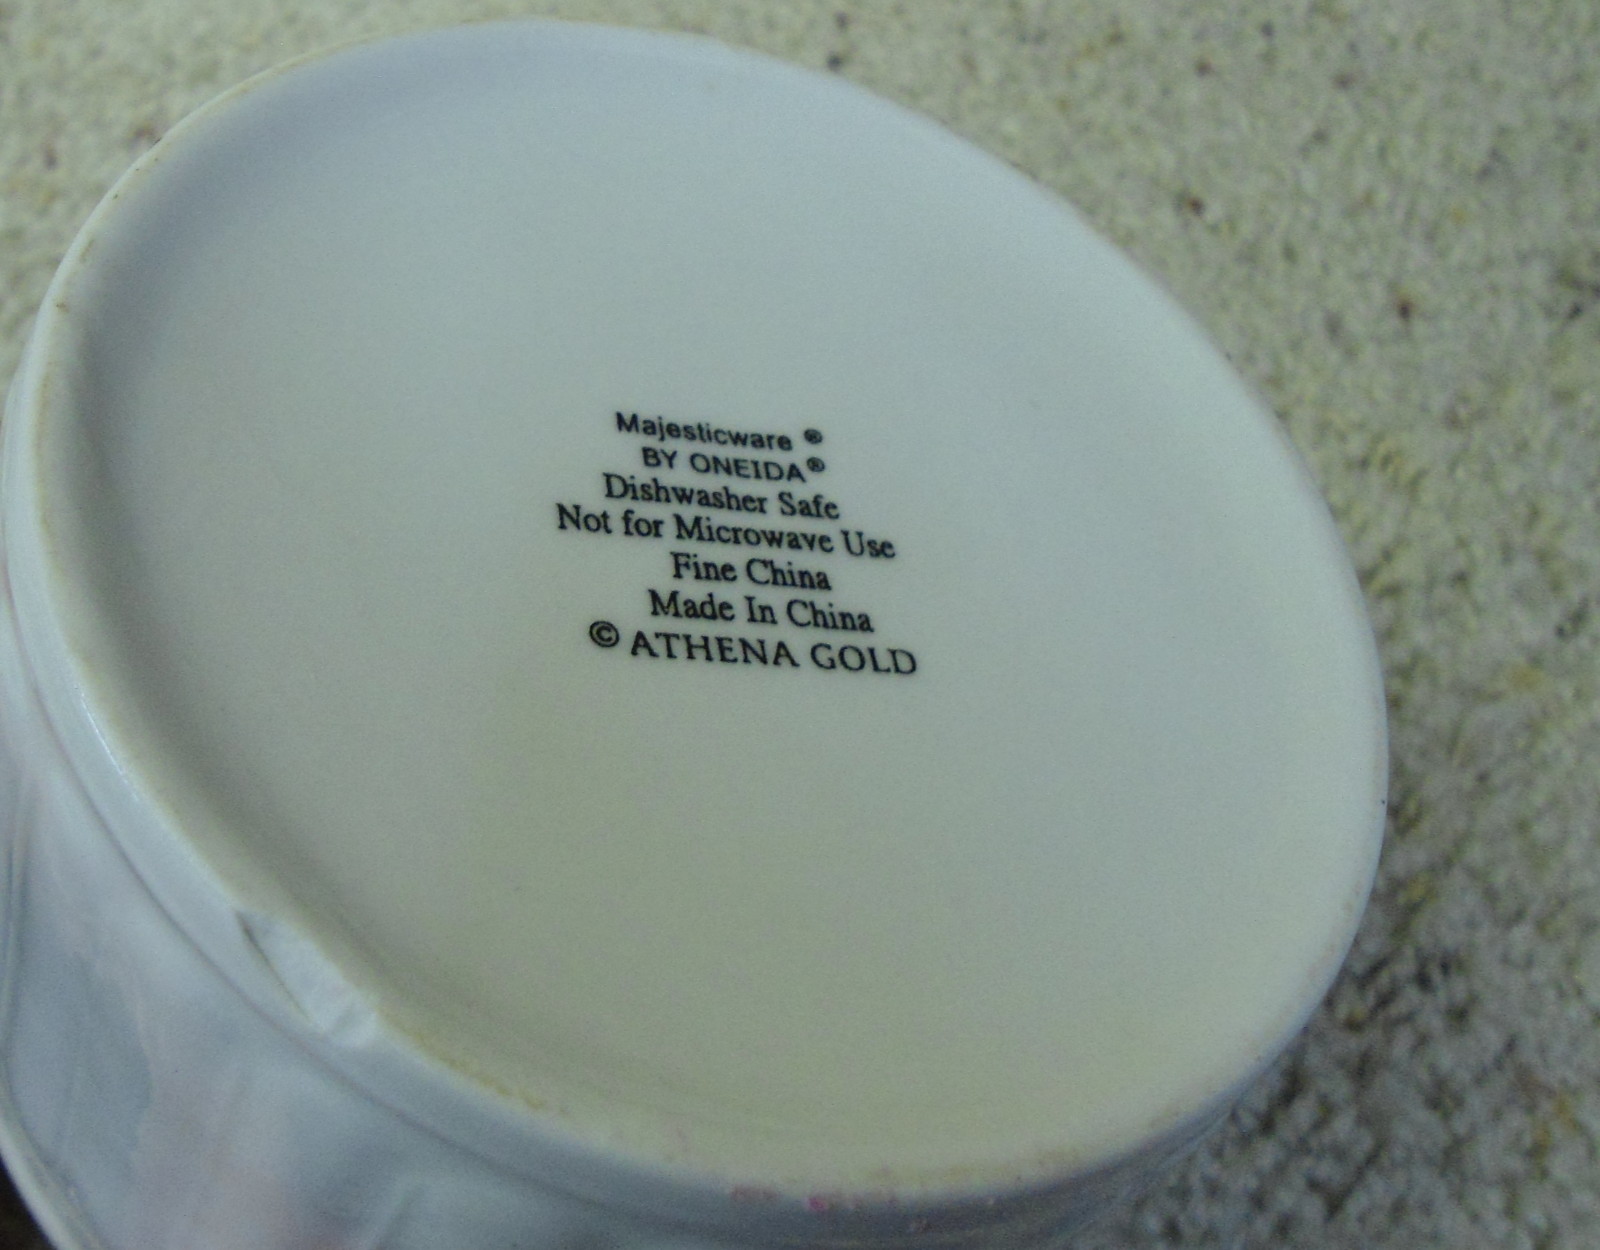 Majesticware ®
BY ONEIDA®
Dishwasher Safe
Not for Microwave Use
Fine China
Made In China
© ATHENA GOLD